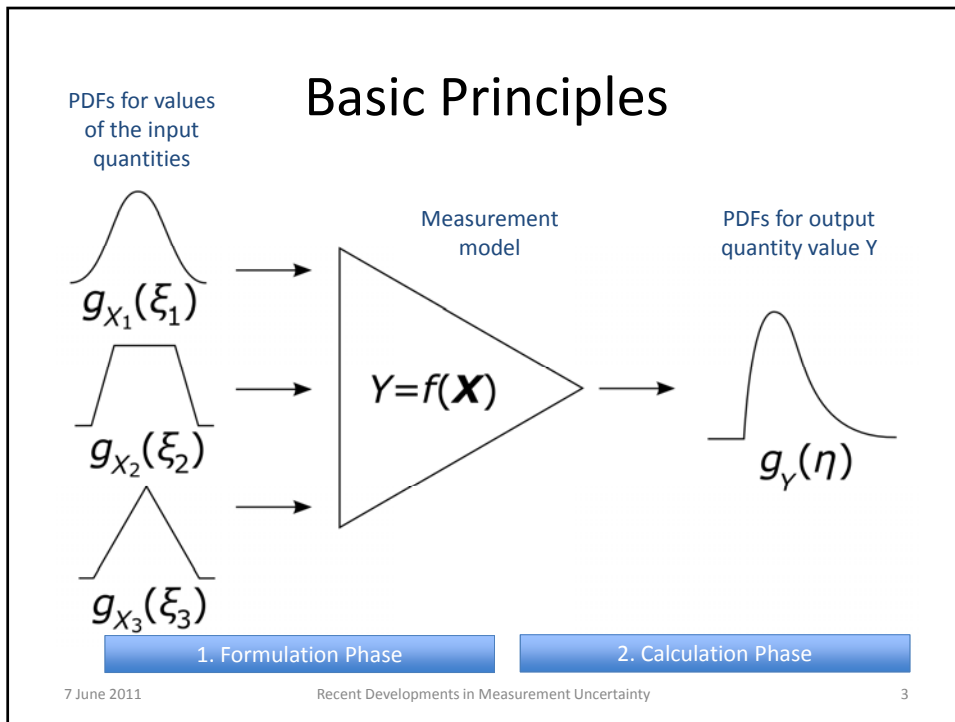 Basic Principles
PDFs for values
of the input
quantities
Measurement
model
PDFs for output
quantity value Y
g_{X_1}(ξ_1)
g_{X_2}(ξ_2)
g_{X_3}(ξ_3)
Y=f(X)
g_Y(η)
1. Formulation Phase
2. Calculation Phase
7 June 2011
Recent Developments in Measurement Uncertainty
3